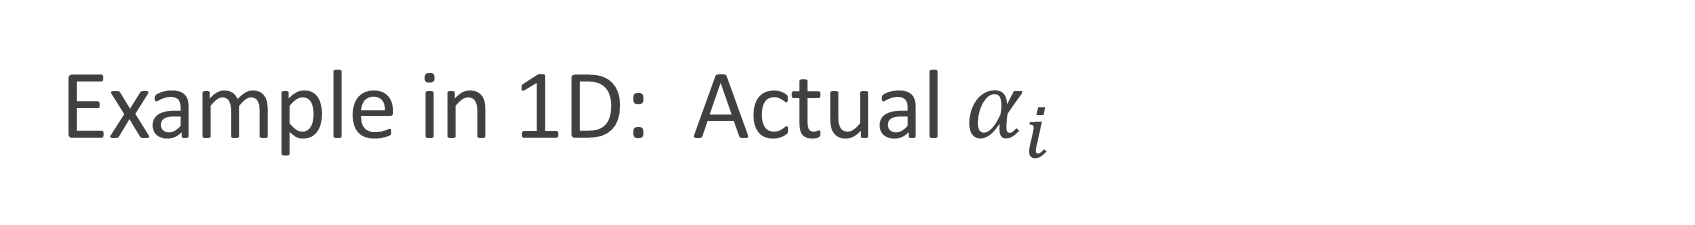 Example in 1D:  Actual 𝛼ᵢ